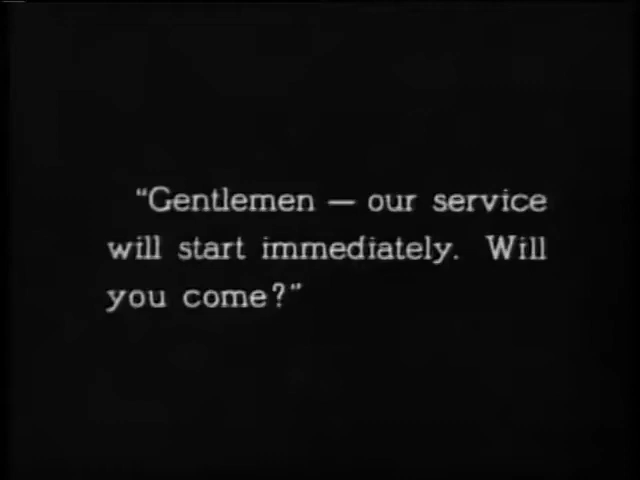 "Gentlemen — our service
will start immediately. Will
you come?"